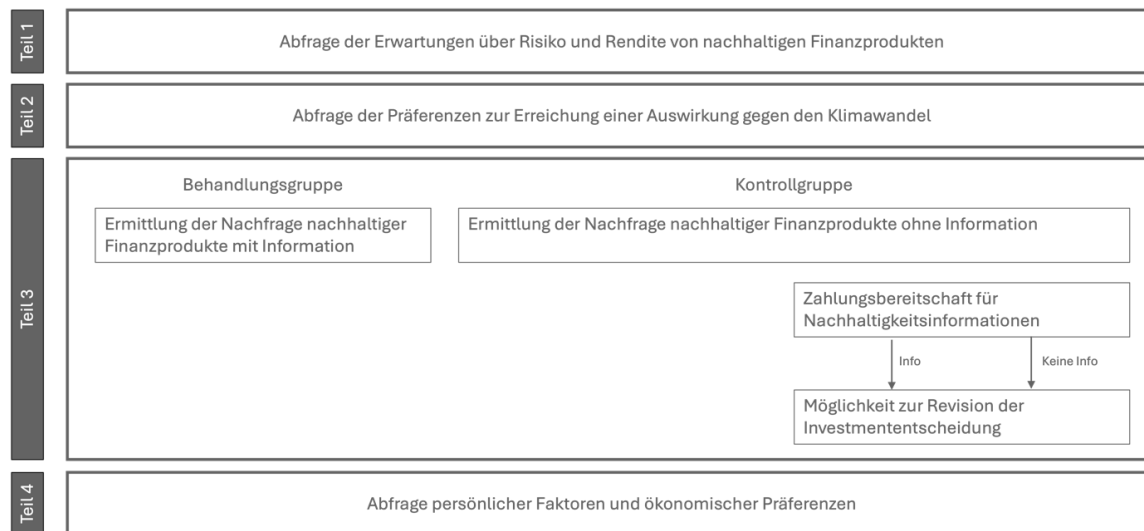 Teil 1
Abfrage der Erwartungen über Risiko und Rendite von nachhaltigen Finanzprodukten
Teil 2
Abfrage der Präferenzen zur Erreichung einer Auswirkung gegen den Klimawandel
Teil 3
Behandlungsgruppe
Kontrollgruppe
Ermittlung der Nachfrage nachhaltiger
Finanzprodukte mit Information
Ermittlung der Nachfrage nachhaltiger Finanzprodukte ohne Information
Zahlungsbereitschaft für
Nachhaltigkeitsinformationen
Info
Keine Info
Möglichkeit zur Revision der
Investmententscheidung
Teil 4
Abfrage persönlicher Faktoren und ökonomischer Präferenzen